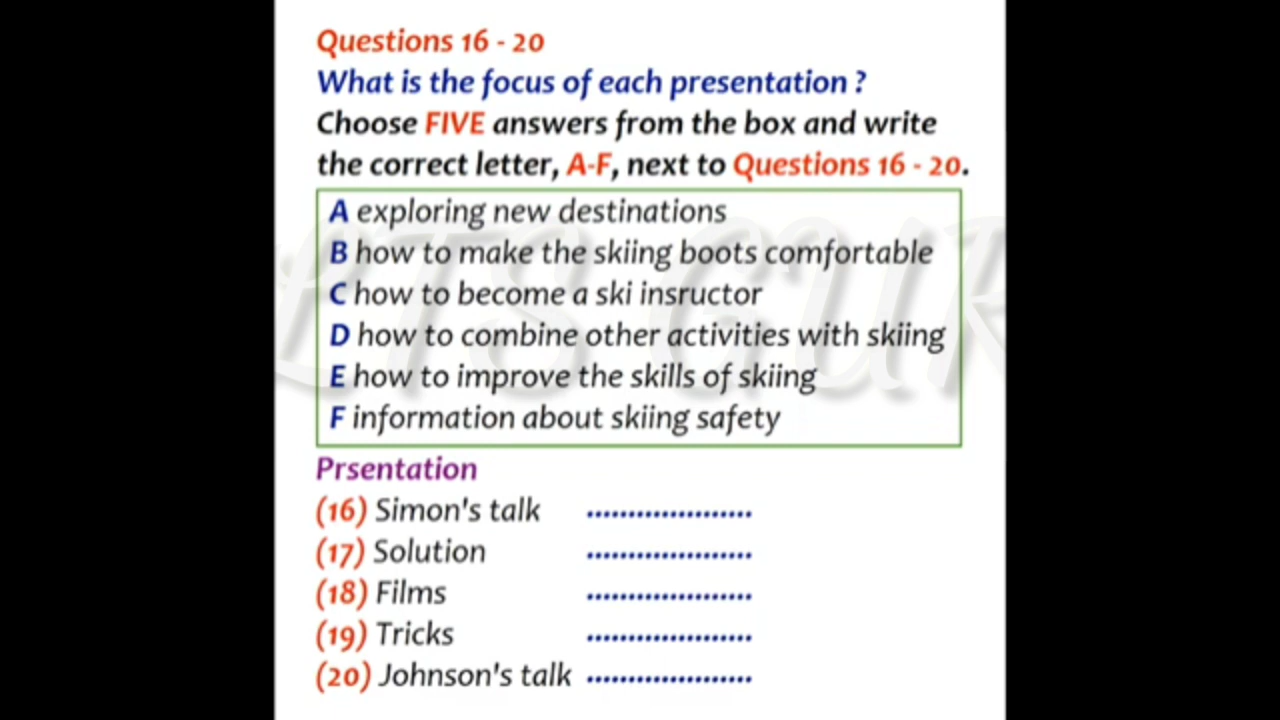 Questions 16 - 20
What is the focus of each presentation ?
Choose FIVE answers from the box and write
the correct letter, A-F, next to Questions 16 - 20.
A exploring new destinations
B how to make the skiing boots comfortable
C how to become a ski insructor
D how to combine other activities with skiing
E how to improve the skills of skiing
F information about skiing safety
Prsentation
(16) Simon's talk ....................
(17) Solution ....................
(18) Films ....................
(19) Tricks ....................
(20) Johnson's talk ....................